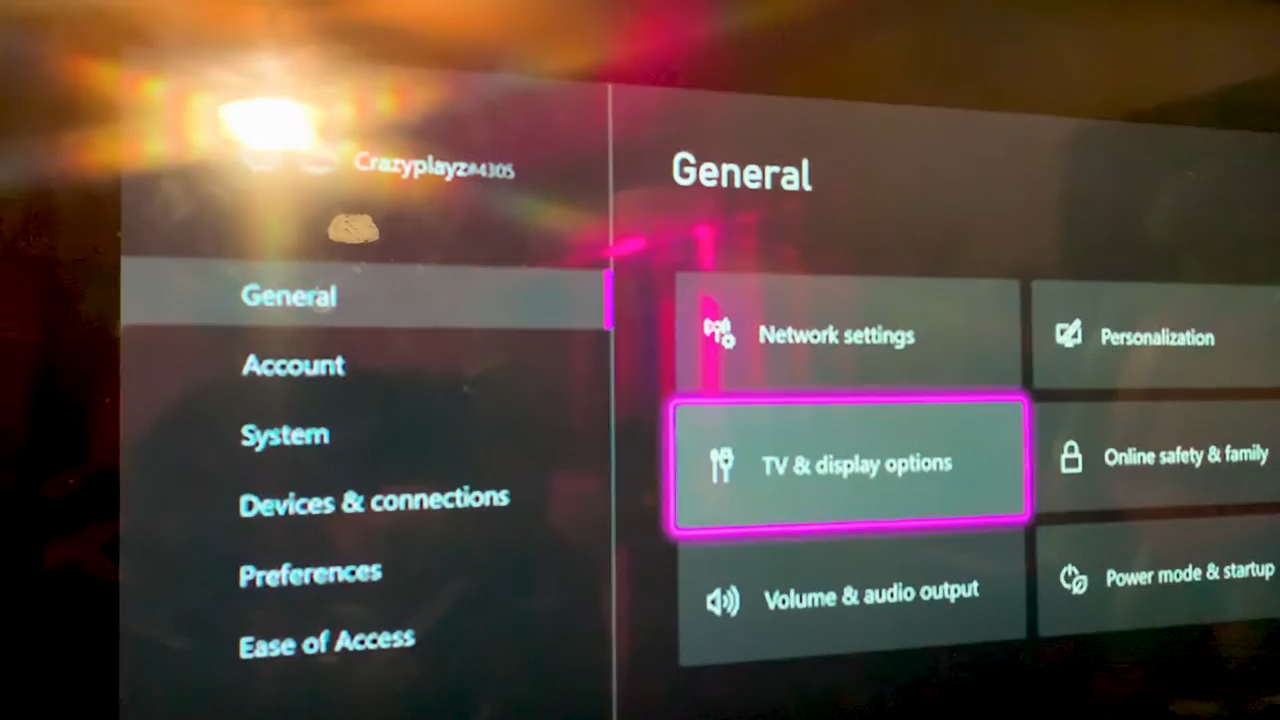 Crazyplayz#4305
General
Account
System
Devices & connections
Preferences
Ease of Access
General
Network settings
Personalization
TV & display options
Online safety & family
Volume & audio output
Power mode & startup